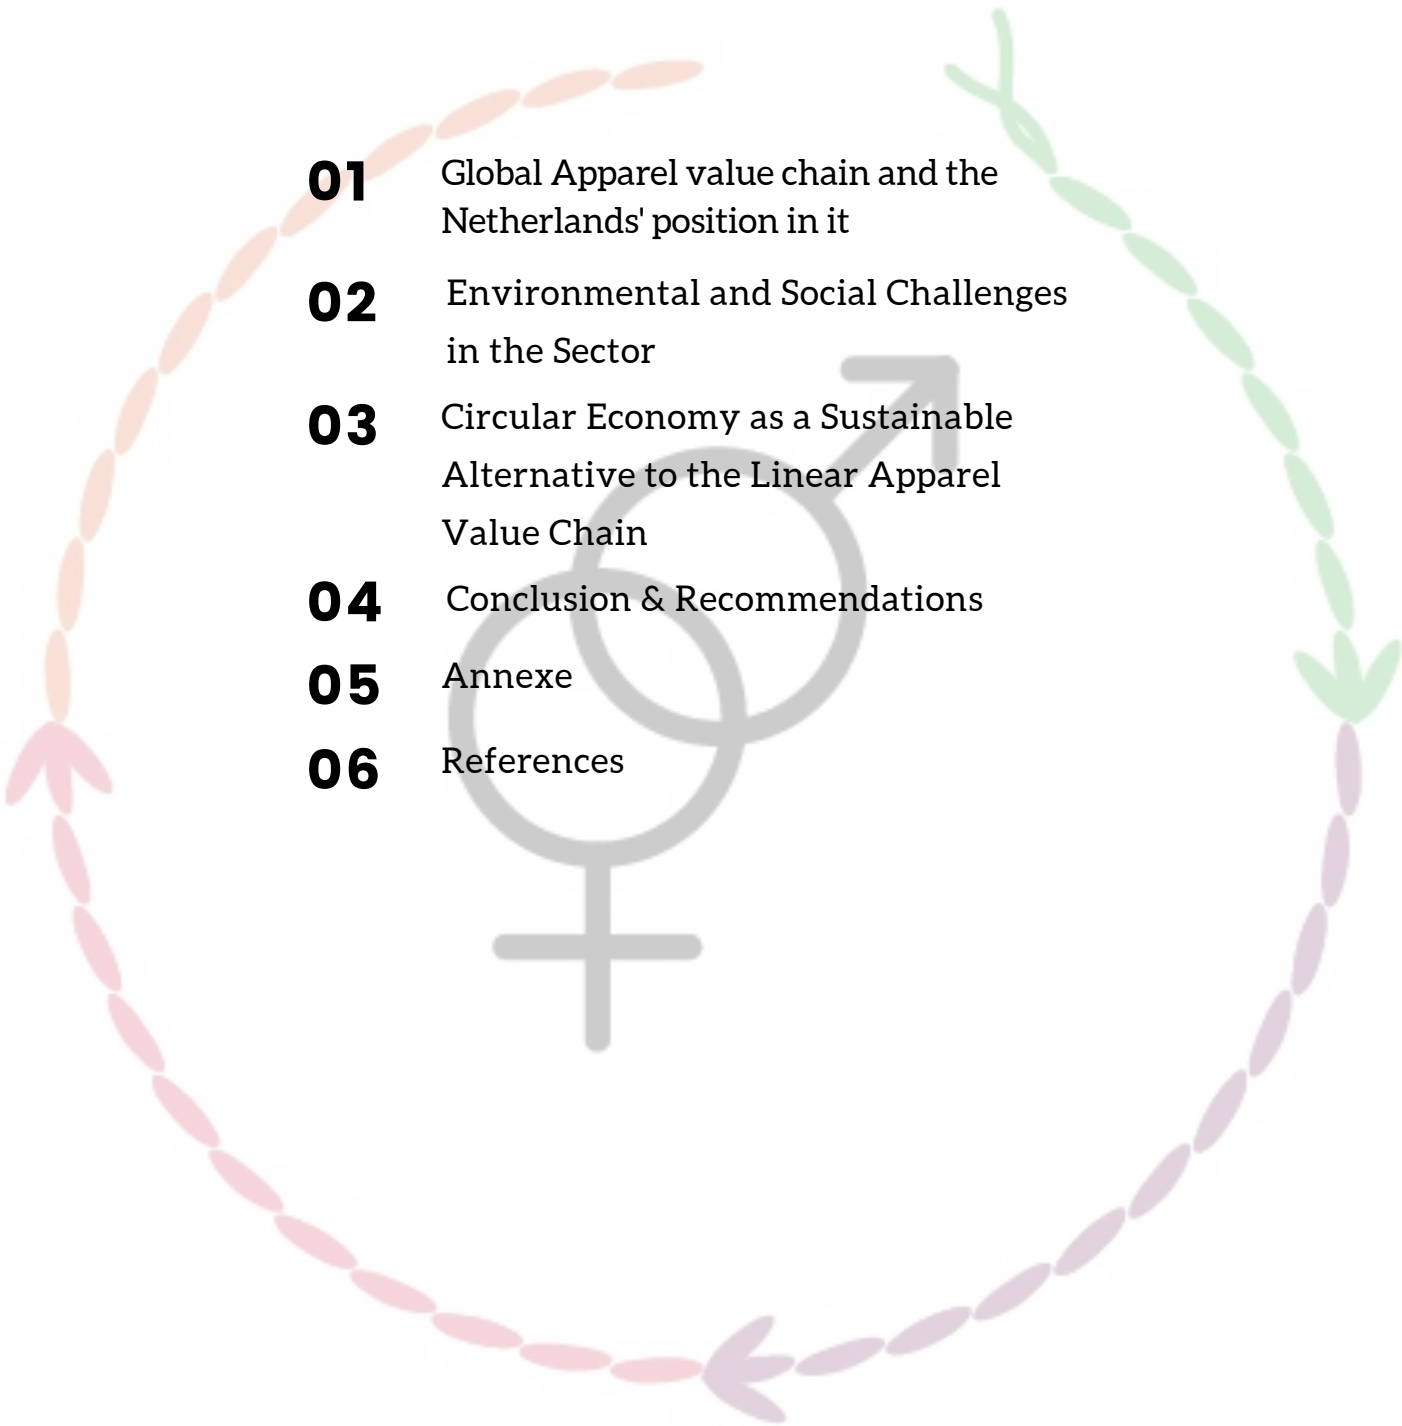 01 Global Apparel value chain and the
Netherlands' position in it
02 Environmental and Social Challenges
in the Sector
03 Circular Economy as a Sustainable
Alternative to the Linear Apparel
Value Chain
04 Conclusion & Recommendations
05 Annexe
06 References